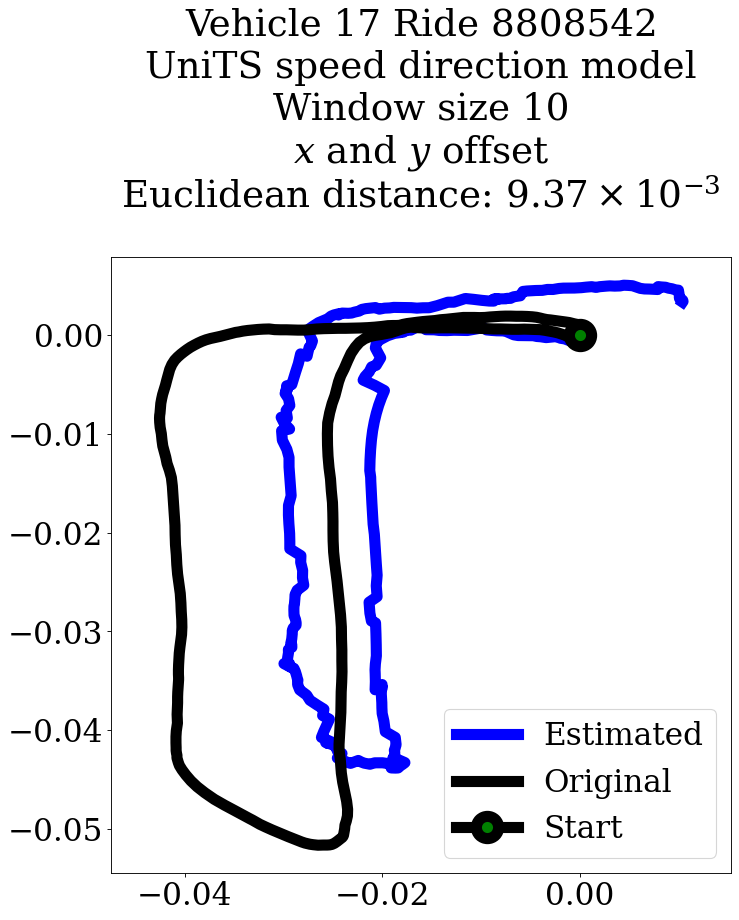 Vehicle 17 Ride 8808542
UniTS speed direction model
Window size 10
x and y offset
Euclidean distance: 9.37 × 10⁻³
0.00
−0.01
−0.02
−0.03
−0.04
−0.05
−0.04
−0.02
0.00
Estimated
Original
Start